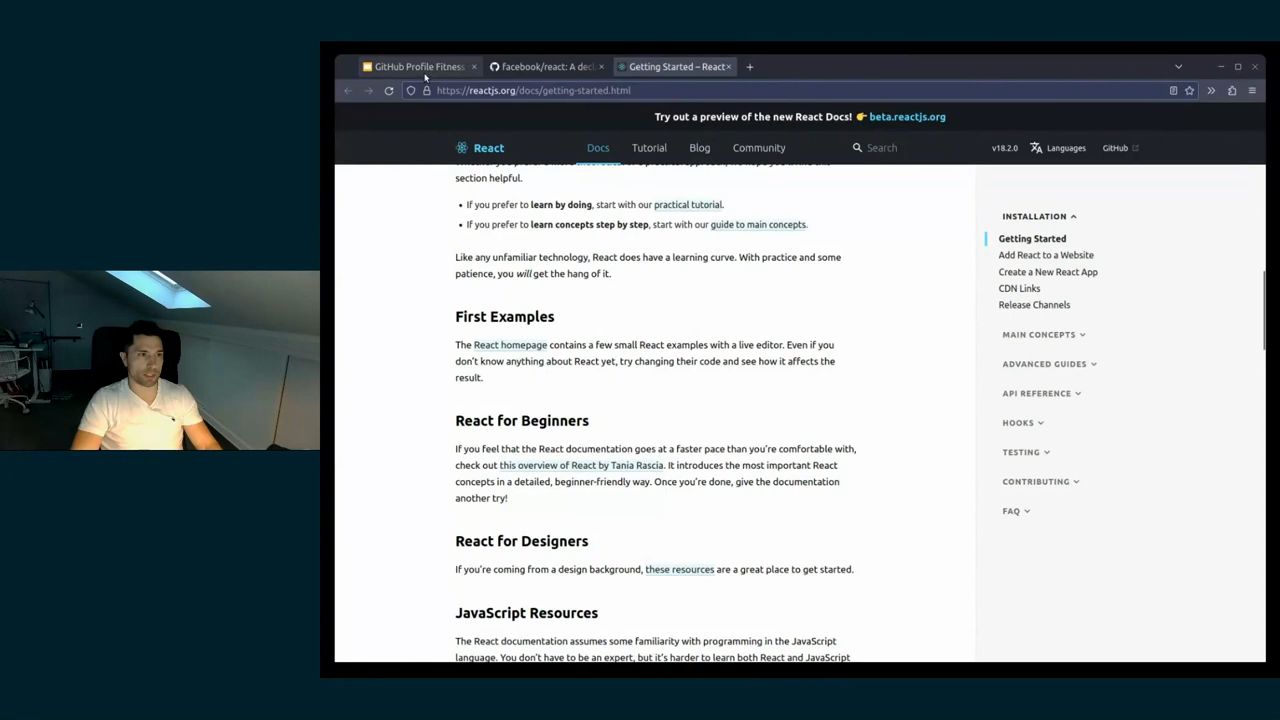 GitHub Profile Fitness
facebook/react: A decl
Getting Started – React
https://reactjs.org/docs/getting-started.html
Try out a preview of the new React Docs! 👉 beta.reactjs.org
React
Docs
Tutorial
Blog
Community
Search
v18.2.0
Languages
GitHub
section helpful.
• If you prefer to learn by doing, start with our practical tutorial.
• If you prefer to learn concepts step by step, start with our guide to main concepts.
Like any unfamiliar technology, React does have a learning curve. With practice and some
patience, you will get the hang of it.
First Examples
The React homepage contains a few small React examples with a live editor. Even if you
don't know anything about React yet, try changing their code and see how it affects the
result.
React for Beginners
If you feel that the React documentation goes at a faster pace than you're comfortable with,
check out this overview of React by Tania Rascia. It introduces the most important React
concepts in a detailed, beginner-friendly way. Once you're done, give the documentation
another try!
React for Designers
If you're coming from a design background, these resources are a great place to get started.
JavaScript Resources
The React documentation assumes some familiarity with programming in the JavaScript
language. You don't have to be an expert, but it's harder to learn both React and JavaScript
INSTALLATION
Getting Started
Add React to a Website
Create a New React App
CDN Links
Release Channels
MAIN CONCEPTS
ADVANCED GUIDES
API REFERENCE
HOOKS
TESTING
CONTRIBUTING
FAQ